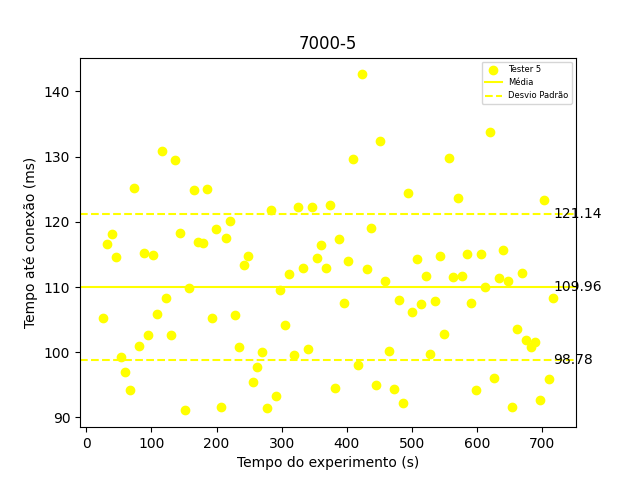 7000-5
Tempo até conexão (ms)
140
130
120
110
100
90
Tester 5
Média
Desvio Padrão
121.14
109.96
98.78
0 100 200 300 400 500 600 700
Tempo do experimento (s)